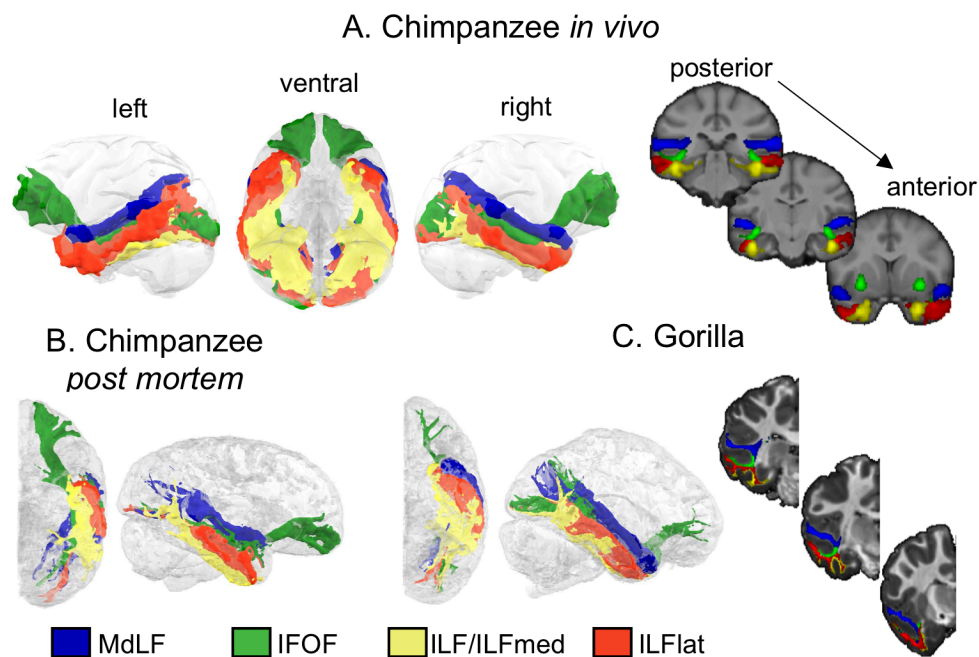 A. Chimpanzee in vivo
left
ventral
right
posterior
anterior
B. Chimpanzee
post mortem
C. Gorilla
MdLF
IFOF
ILF/ILFmed
ILFlat